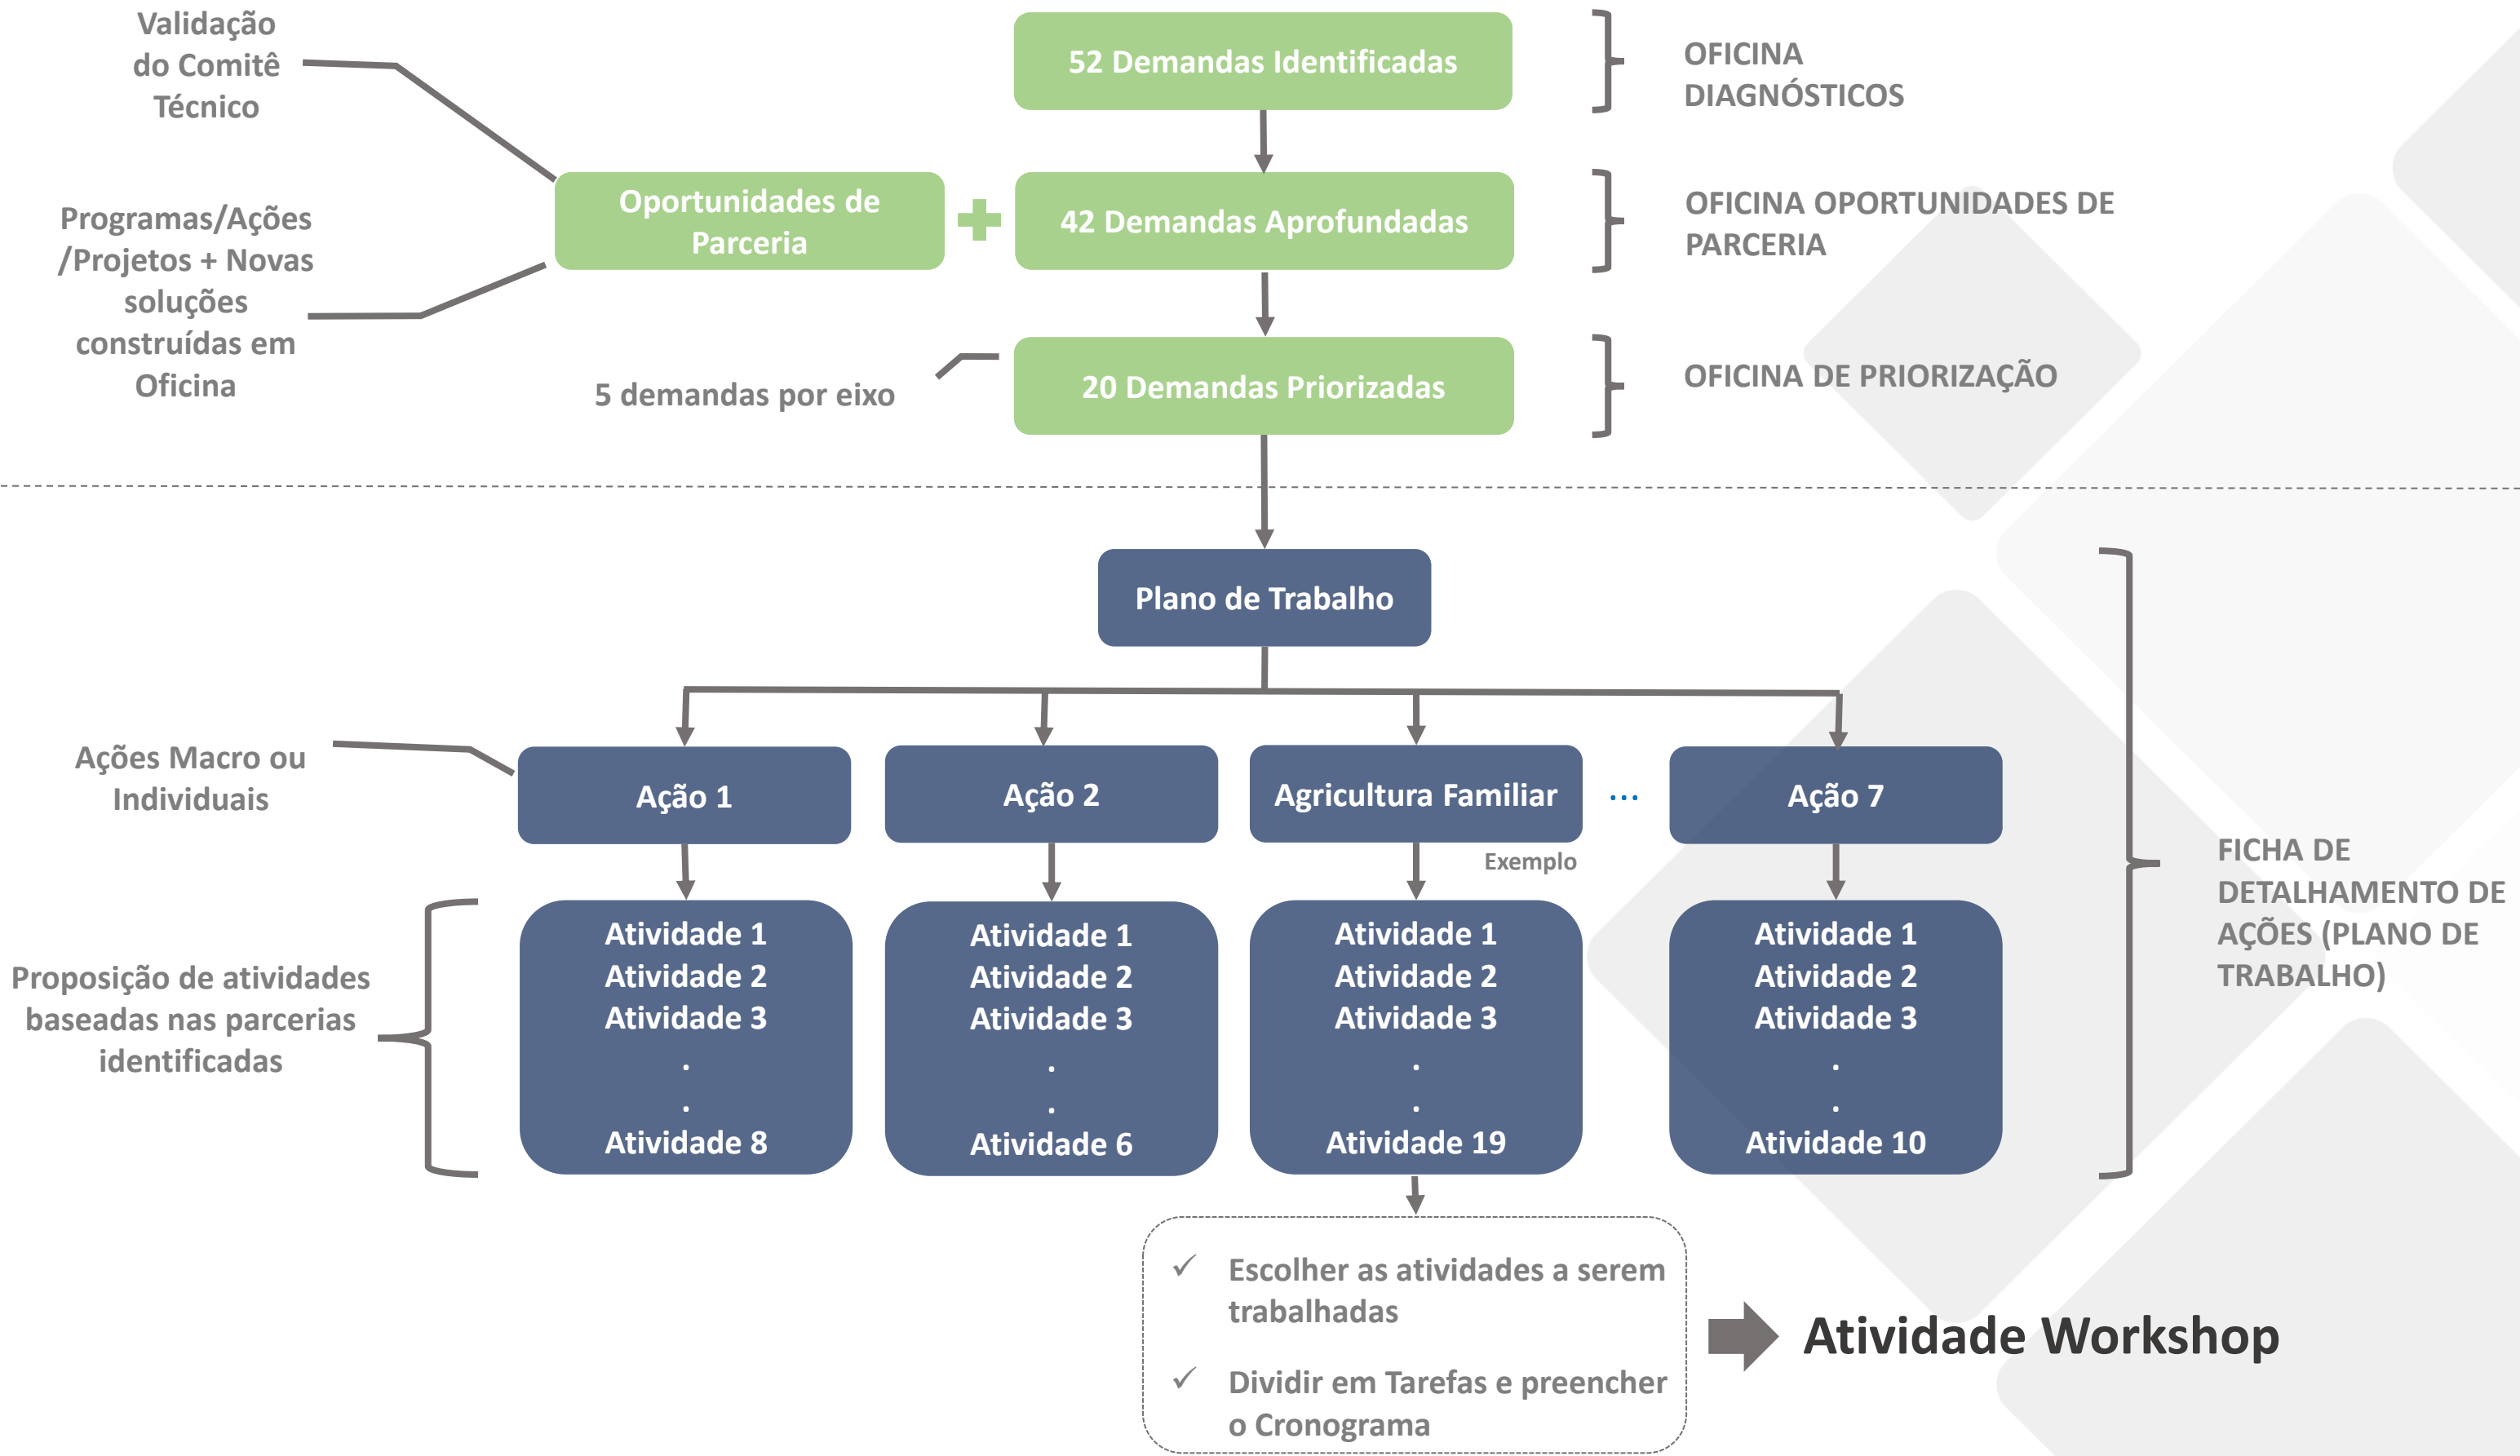 Validação
do Comitê
Técnico
52 Demandas Identificadas
OFICINA
DIAGNÓSTICOS
Programas/Ações
/Projetos + Novas
soluções
construídas em
Oficina
Oportunidades de
Parceria
42 Demandas Aprofundadas
OFICINA OPORTUNIDADES DE
PARCERIA
5 demandas por eixo
20 Demandas Priorizadas
OFICINA DE PRIORIZAÇÃO
Plano de Trabalho
Ações Macro ou
Individuais
Ação 1
Ação 2
Agricultura Familiar
...
Ação 7
Exemplo
Proposição de atividades
baseadas nas parcerias
identificadas
Atividade 1
Atividade 2
Atividade 3
.
.
Atividade 8
Atividade 1
Atividade 2
Atividade 3
.
.
Atividade 6
Atividade 1
Atividade 2
Atividade 3
.
.
Atividade 19
Atividade 1
Atividade 2
Atividade 3
.
.
Atividade 10
FICHA DE
DETALHAMENTO DE
AÇÕES (PLANO DE
TRABALHO)
✓ Escolher as atividades a serem
trabalhadas
✓ Dividir em Tarefas e preencher
o Cronograma
Atividade Workshop